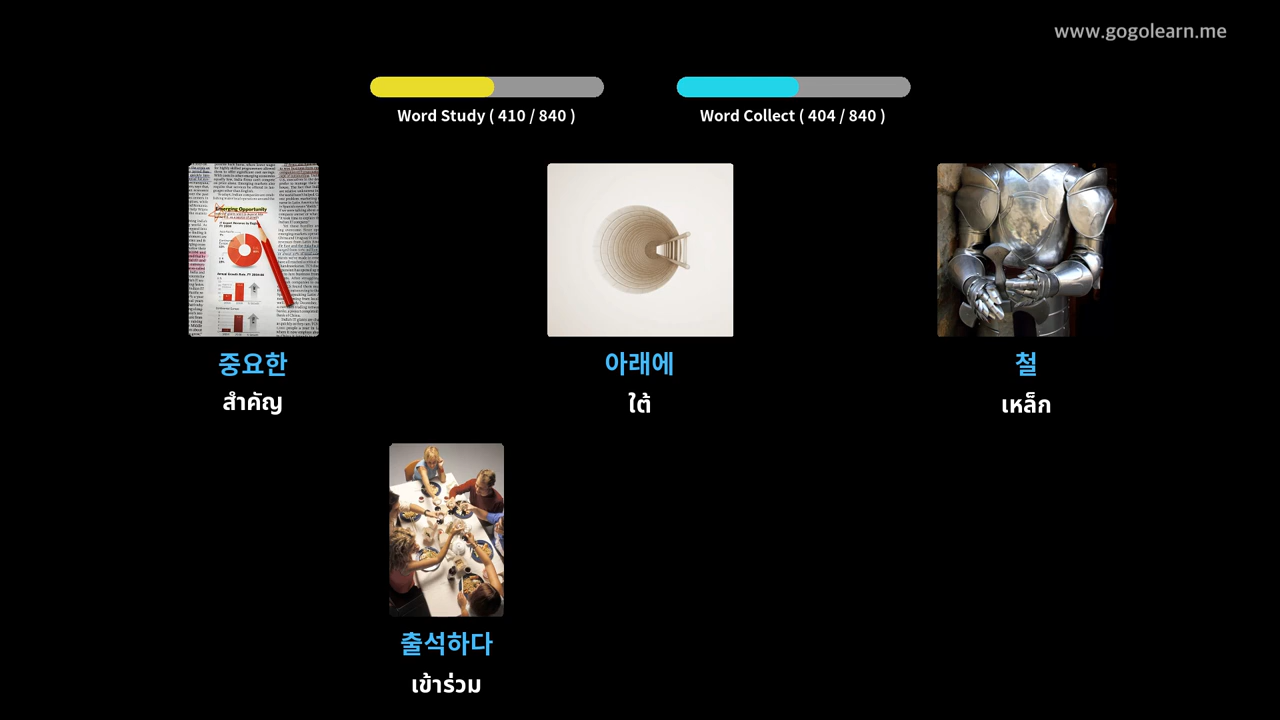 www.gogolearn.me
Word Study ( 410 / 840 )
Word Collect ( 404 / 840 )
Emerging Opportunity
중요한
สำคัญ
아래에
ใต้
철
เหล็ก
출석하다
เข้าร่วม